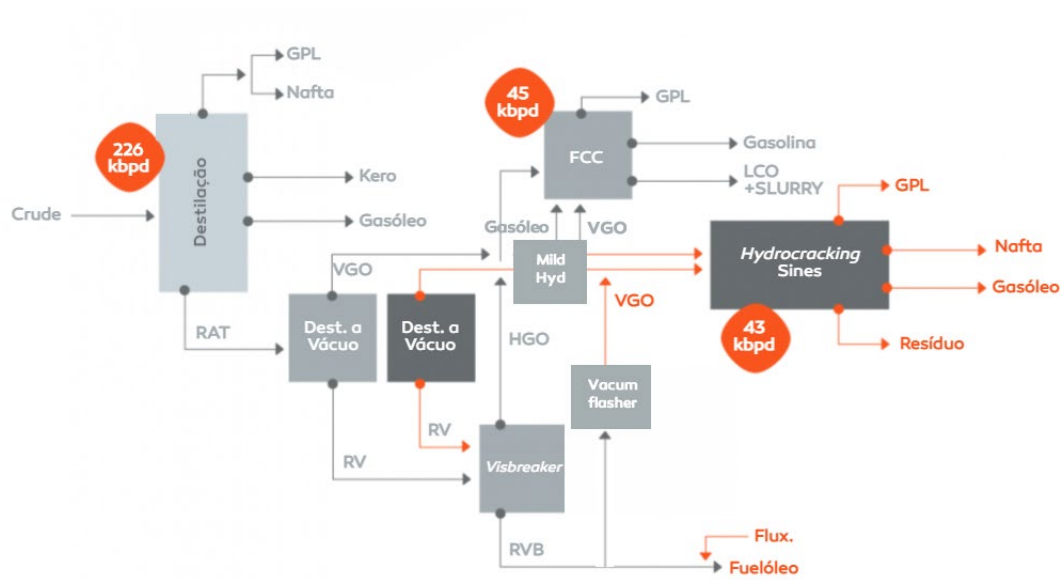 GPL
Nafta
226
kbpd
Destilação
Crude
Kero
Gasóleo
45
kbpd
GPL
FCC
Gasolina
LCO
+SLURRY
GPL
Gasóleo
VGO
Mild
Hyd
Hydrocracking
Sines
Nafta
Gasóleo
43
kbpd
Resíduo
VGO
VGO
RAT
Dest. a
Vácuo
Dest. a
Vácuo
HGO
Vacum
flasher
RV
RV
Visbreaker
RVB
Flux.
Fuelóleo